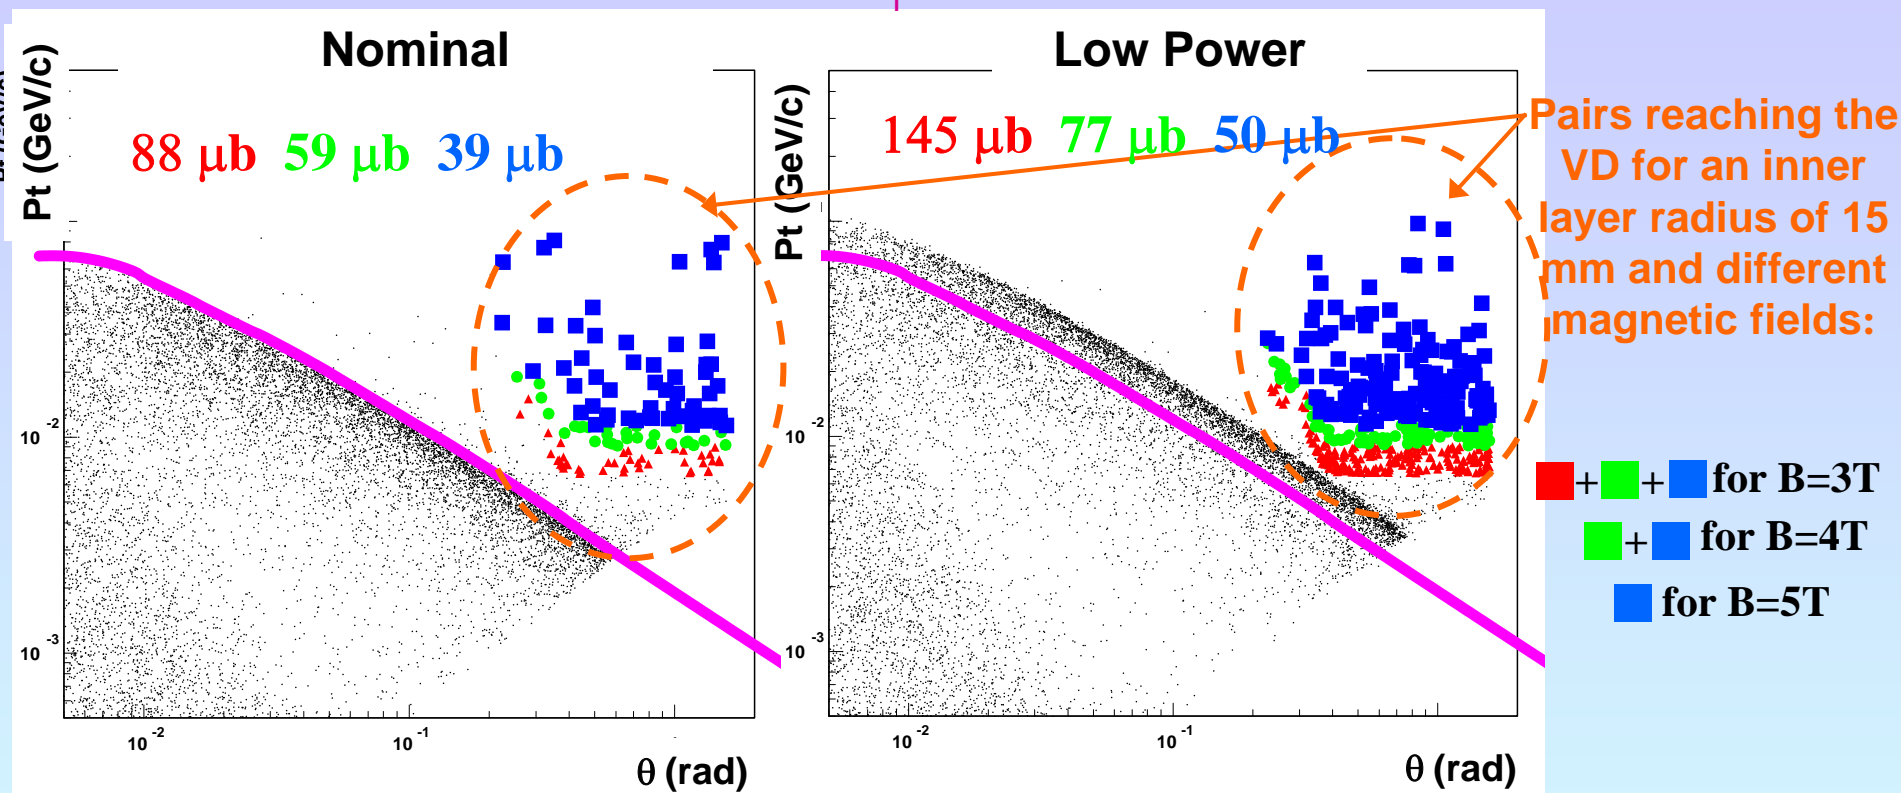 Nominal
Pt (GeV/c)
88 μb 59 μb 39 μb
10 -2
10 -3
10 -2
10 -1
θ (rad)
Low Power
Pt (GeV/c)
145 μb 77 μb 50 μb
10 -2
10 -3
10 -2
10 -1
θ (rad)
Pairs reaching the
VD for an inner
layer radius of 15
mm and different
magnetic fields:
+ + for B=3T
+ for B=4T
for B=5T